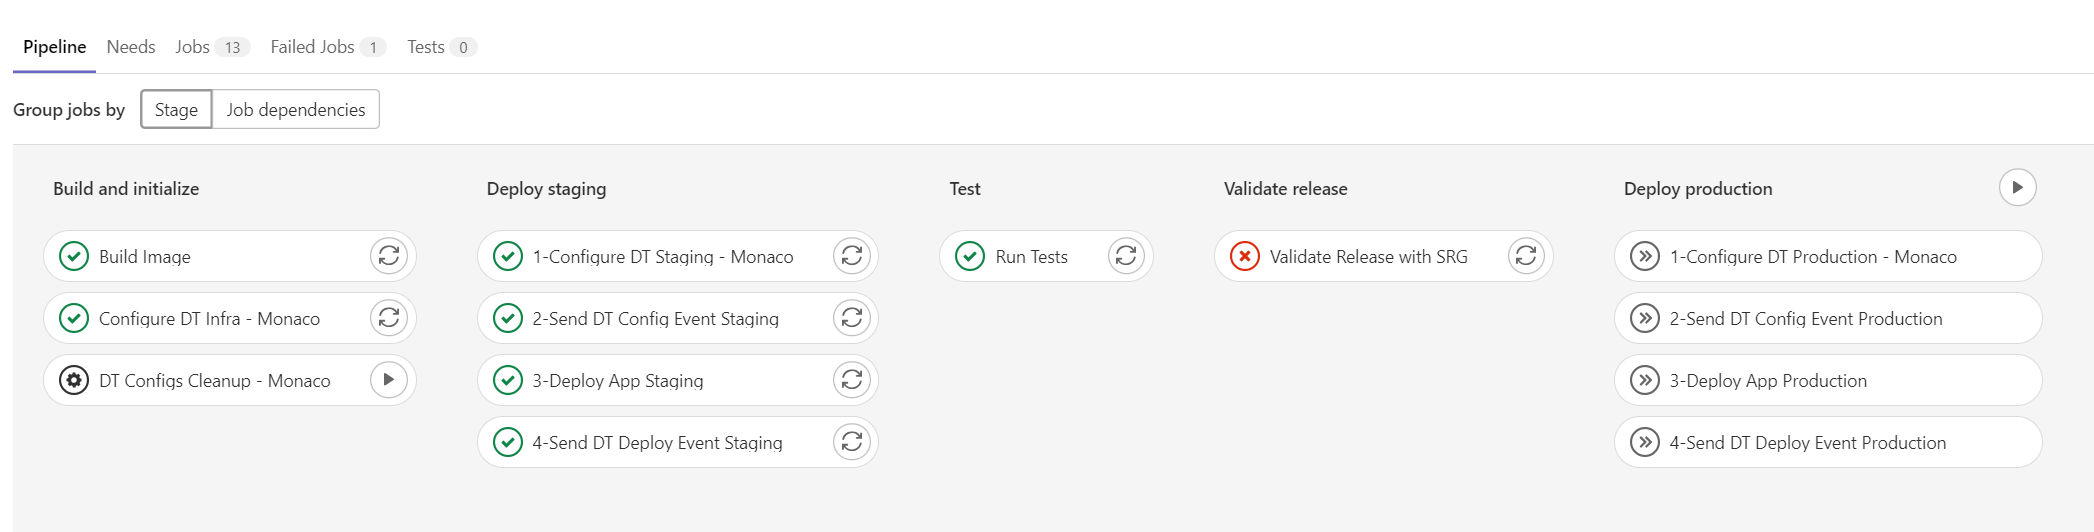 Pipeline Needs Jobs 13 Failed Jobs 1 Tests 0
Group jobs by Stage Job dependencies
Build and initialize
Build Image
Configure DT Infra - Monaco
DT Configs Cleanup - Monaco
Deploy staging
1-Configure DT Staging - Monaco
2-Send DT Config Event Staging
3-Deploy App Staging
4-Send DT Deploy Event Staging
Test
Run Tests
Validate release
Validate Release with SRG
Deploy production
1-Configure DT Production - Monaco
2-Send DT Config Event Production
3-Deploy App Production
4-Send DT Deploy Event Production